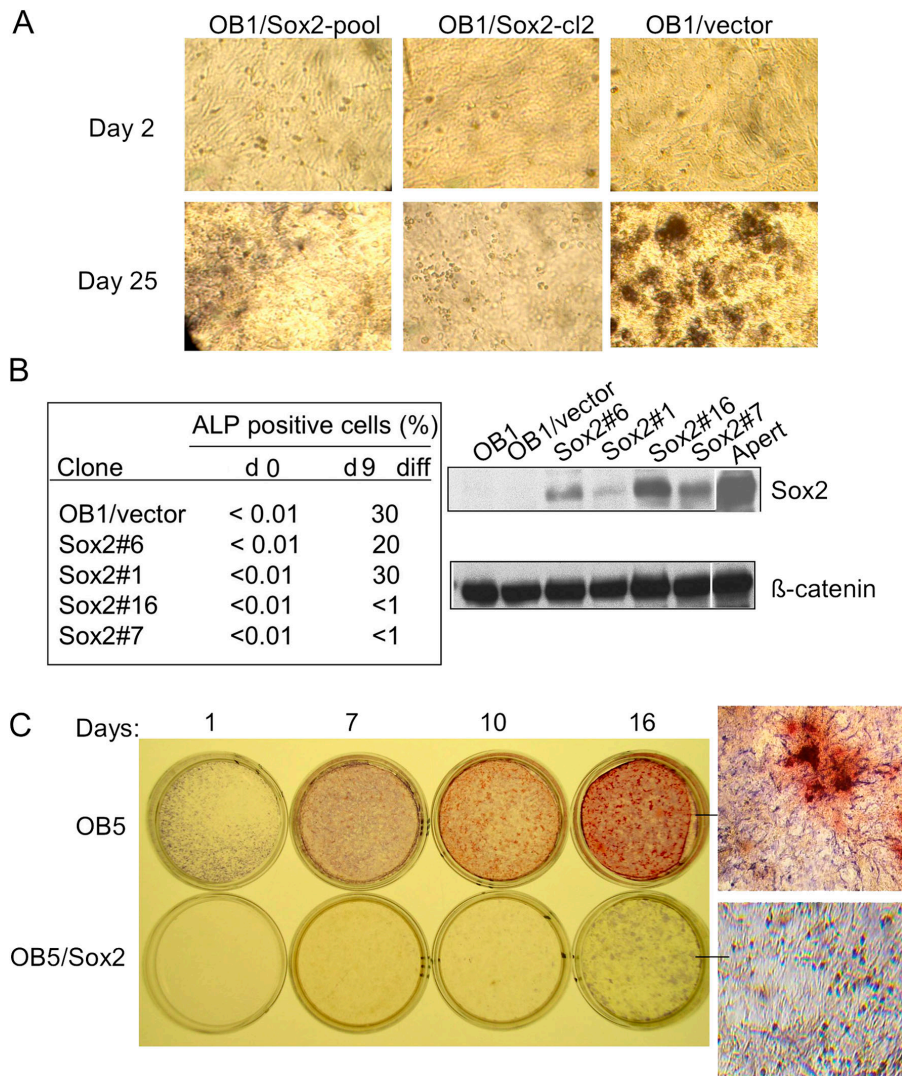 A
OB1/Sox2-pool OB1/Sox2-cl2 OB1/vector
Day 2
Day 25
B
ALP positive cells (%)
Clone d 0 d 9 diff
OB1/vector < 0.01 30
Sox2#6 < 0.01 20
Sox2#1 <0.01 30
Sox2#16 <0.01 <1
Sox2#7 <0.01 <1
OB1 OB1/vector Sox2#6 Sox2#1 Sox2#16 Sox2#7 Apert
Sox2
ß-catenin
C
Days: 1 7 10 16
OB5
OB5/Sox2